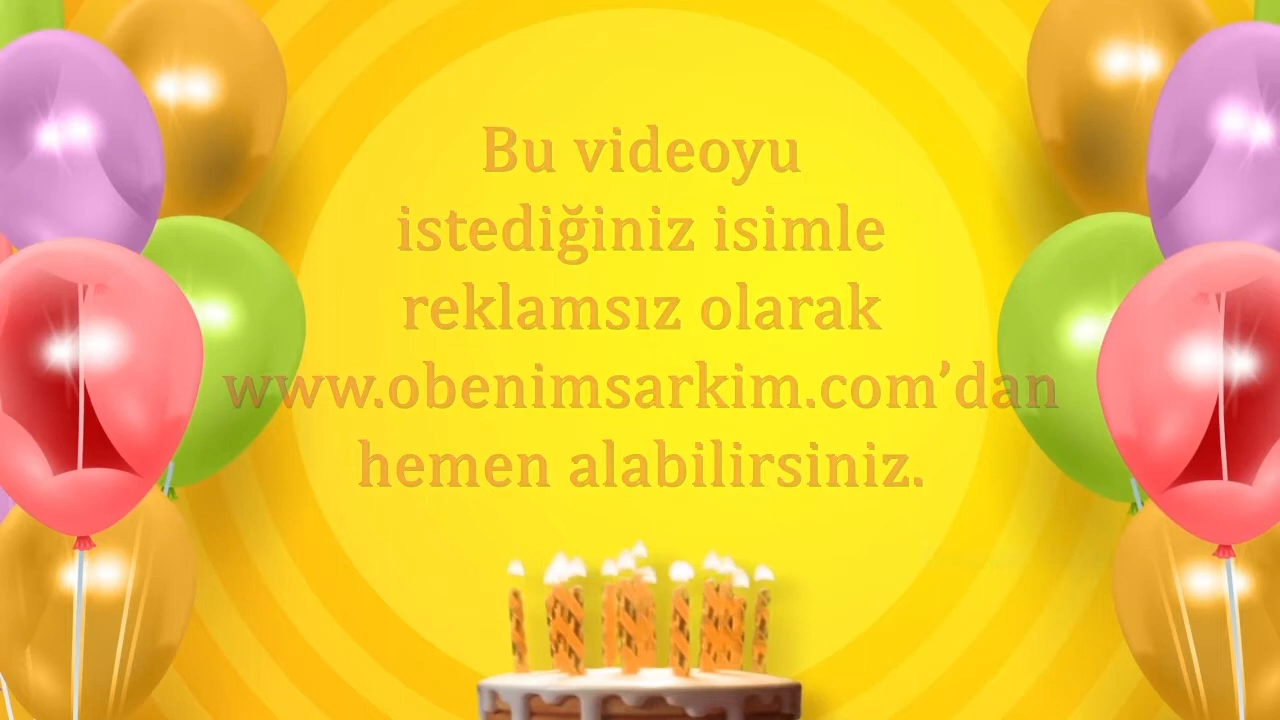 Bu videoyu
istediğiniz isimle
reklamsız olarak
www.obenimsarkim.com’dan
hemen alabilirsiniz.